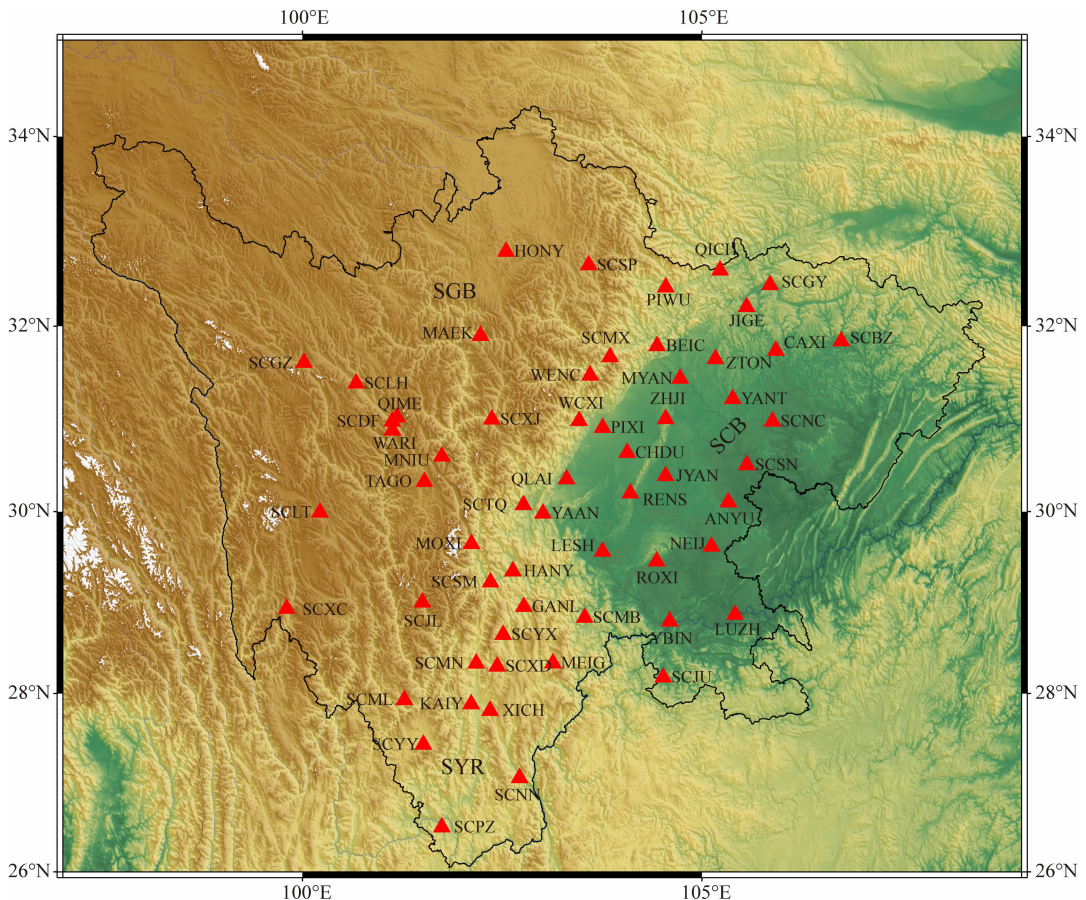 100°E
105°E
34°N
34°N
HONY
QICH
SCSP
SCGY
SGB
PIWU
JIGE
32°N
32°N
MAEK
SCMX
BEIC
CAXI
SCBZ
SCGZ
ZTON
WENC
MYAN
SCLH
QIME
WCXI
ZHJI
YANT
SCDF
SCXJ
PIXI
SCB
SCNC
WARI
MNIU
CHDU
SCSN
TAGO
QLAI
JYAN
SCTQ
RENS
30°N
SCLT
YAAN
ANYU
30°N
MOXI
LESH
NEIJ
HANY
ROXI
SCSM
SCXC
SCJL
GANL
SCMB
LUZH
SCYX
YBIN
SCMN
SCXD
MEIG
SCJU
28°N
28°N
SCML
KAIY
XICH
SCYY
SYR
SCNN
SCPZ
26°N
26°N
100°E
105°E